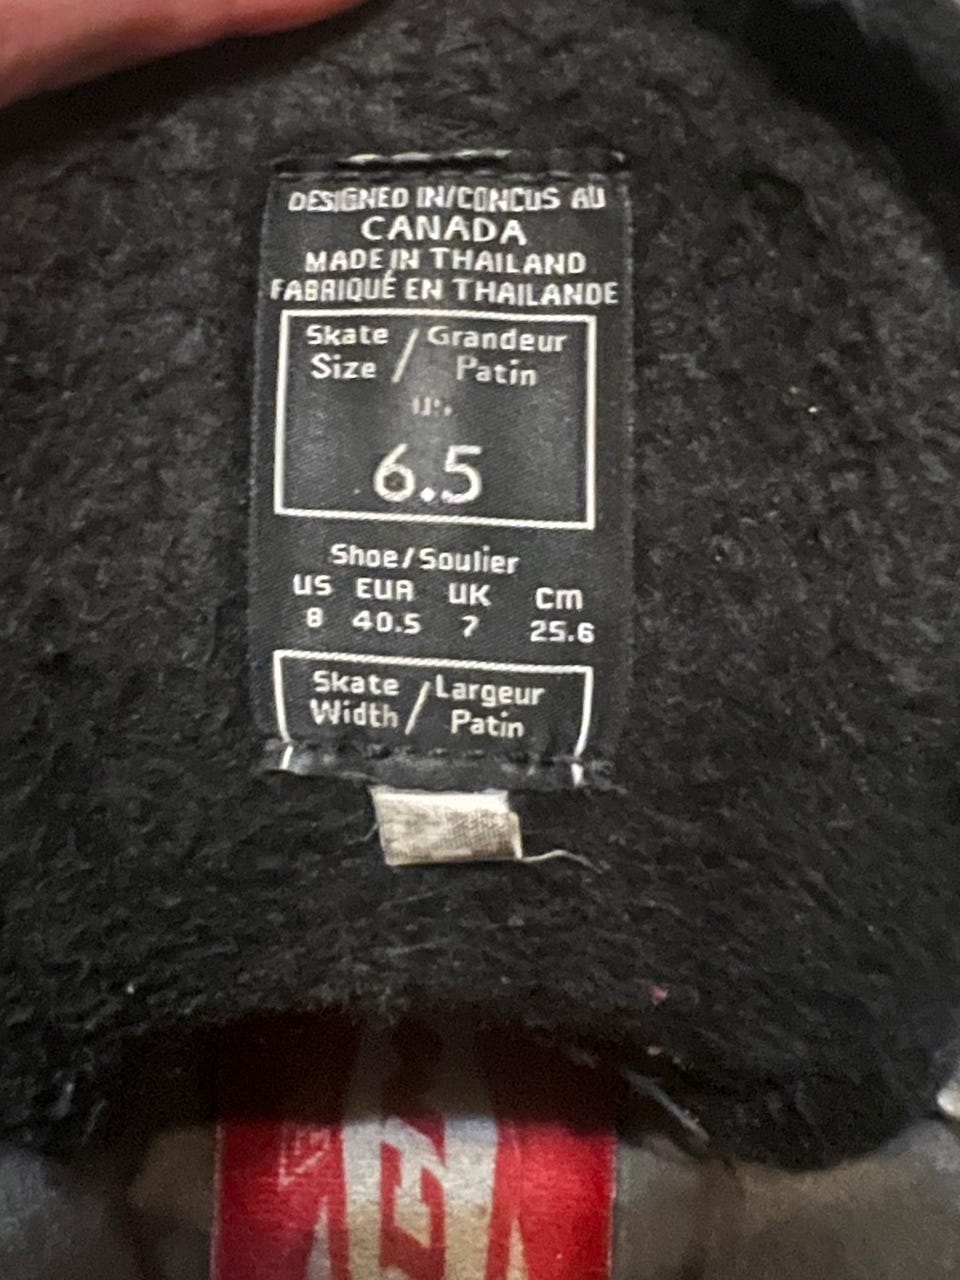 DESIGNED IN/CONCUS AU
CANADA
MADE IN THAILAND
FABRIQUÉ EN THAILANDE
Skate / Grandeur
Size Patin
US
6.5
Shoe/Soulier
US EUR UK Cm
8 40.5 7 25.6
Skate / Largeur
Width Patin